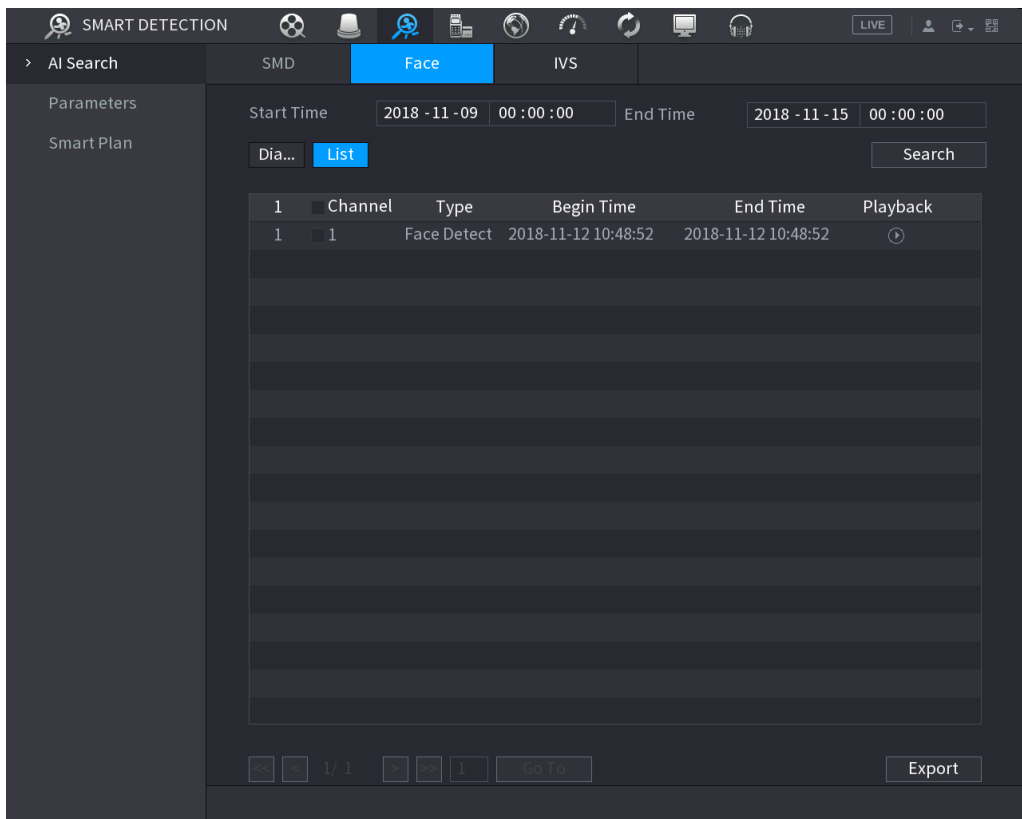 SMART DETECTION LIVE
AI Search SMD Face IVS
Parameters
Smart Plan
Start Time 2018 -11 -09 00 : 00 : 00 End Time 2018 -11 -15 00 : 00 : 00
Dia... List Search
1 Channel Type Begin Time End Time Playback
1 1 Face Detect 2018-11-12 10:48:52 2018-11-12 10:48:52
<< < 1/ 1 > >> 1 Go To Export